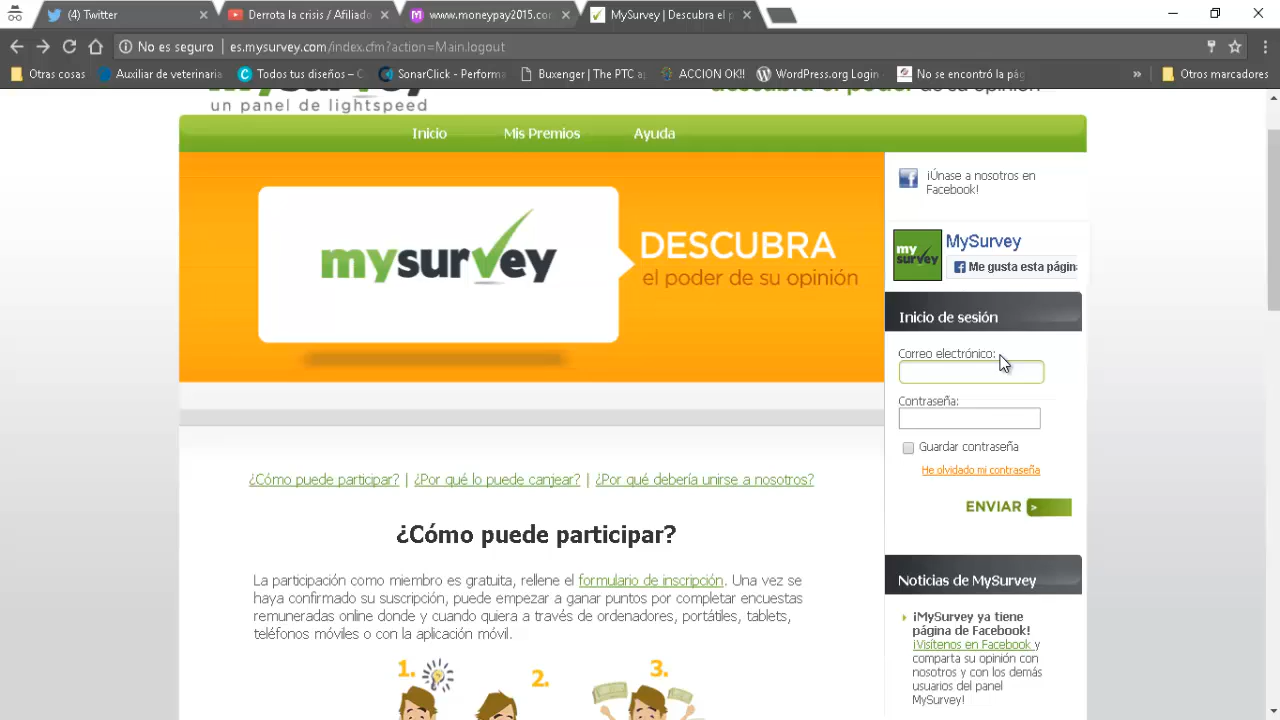 (4) Twitter
Derrota la crisis / Afiliado
www.moneypay2015.co
MySurvey | Descubra el p
No es seguro | es.mysurvey.com/index.cfm?action=Main.logout
Otras cosas
Auxiliar de veterinaria
Todos tus diseños – C
SonarClick - Performa
Buxenger | The PTC
ACCION OK!!
WordPress.org Login
No se encontró la pág
»
Otros marcadores
mysurvey
un panel de lightspeed
descubra el poder de su opinión
Inicio
Mis Premios
Ayuda
mysurvey
DESCUBRA
el poder de su opinión
¡Únase a nosotros en
Facebook!
my
survey
MySurvey
Me gusta esta págin
Inicio de sesión
Correo electrónico:
Contraseña:
Guardar contraseña
He olvidado mi contraseña
ENVIAR >
¿Cómo puede participar? | ¿Por qué lo puede canjear? | ¿Por qué debería unirse a nosotros?
¿Cómo puede participar?
La participación como miembro es gratuita, rellene el formulario de inscripción. Una vez se
haya confirmado su suscripción, puede empezar a ganar puntos por completar encuestas
remuneradas online donde y cuando quiera a través de ordenadores, portátiles, tablets,
teléfonos móviles o con la aplicación móvil.
1.
2.
3.
Noticias de MySurvey
¡MySurvey ya tiene
página de Facebook!
¡Visítenos en Facebook y
comparta su opinión con
nosotros y con los demás
usuarios del panel
MySurvey!